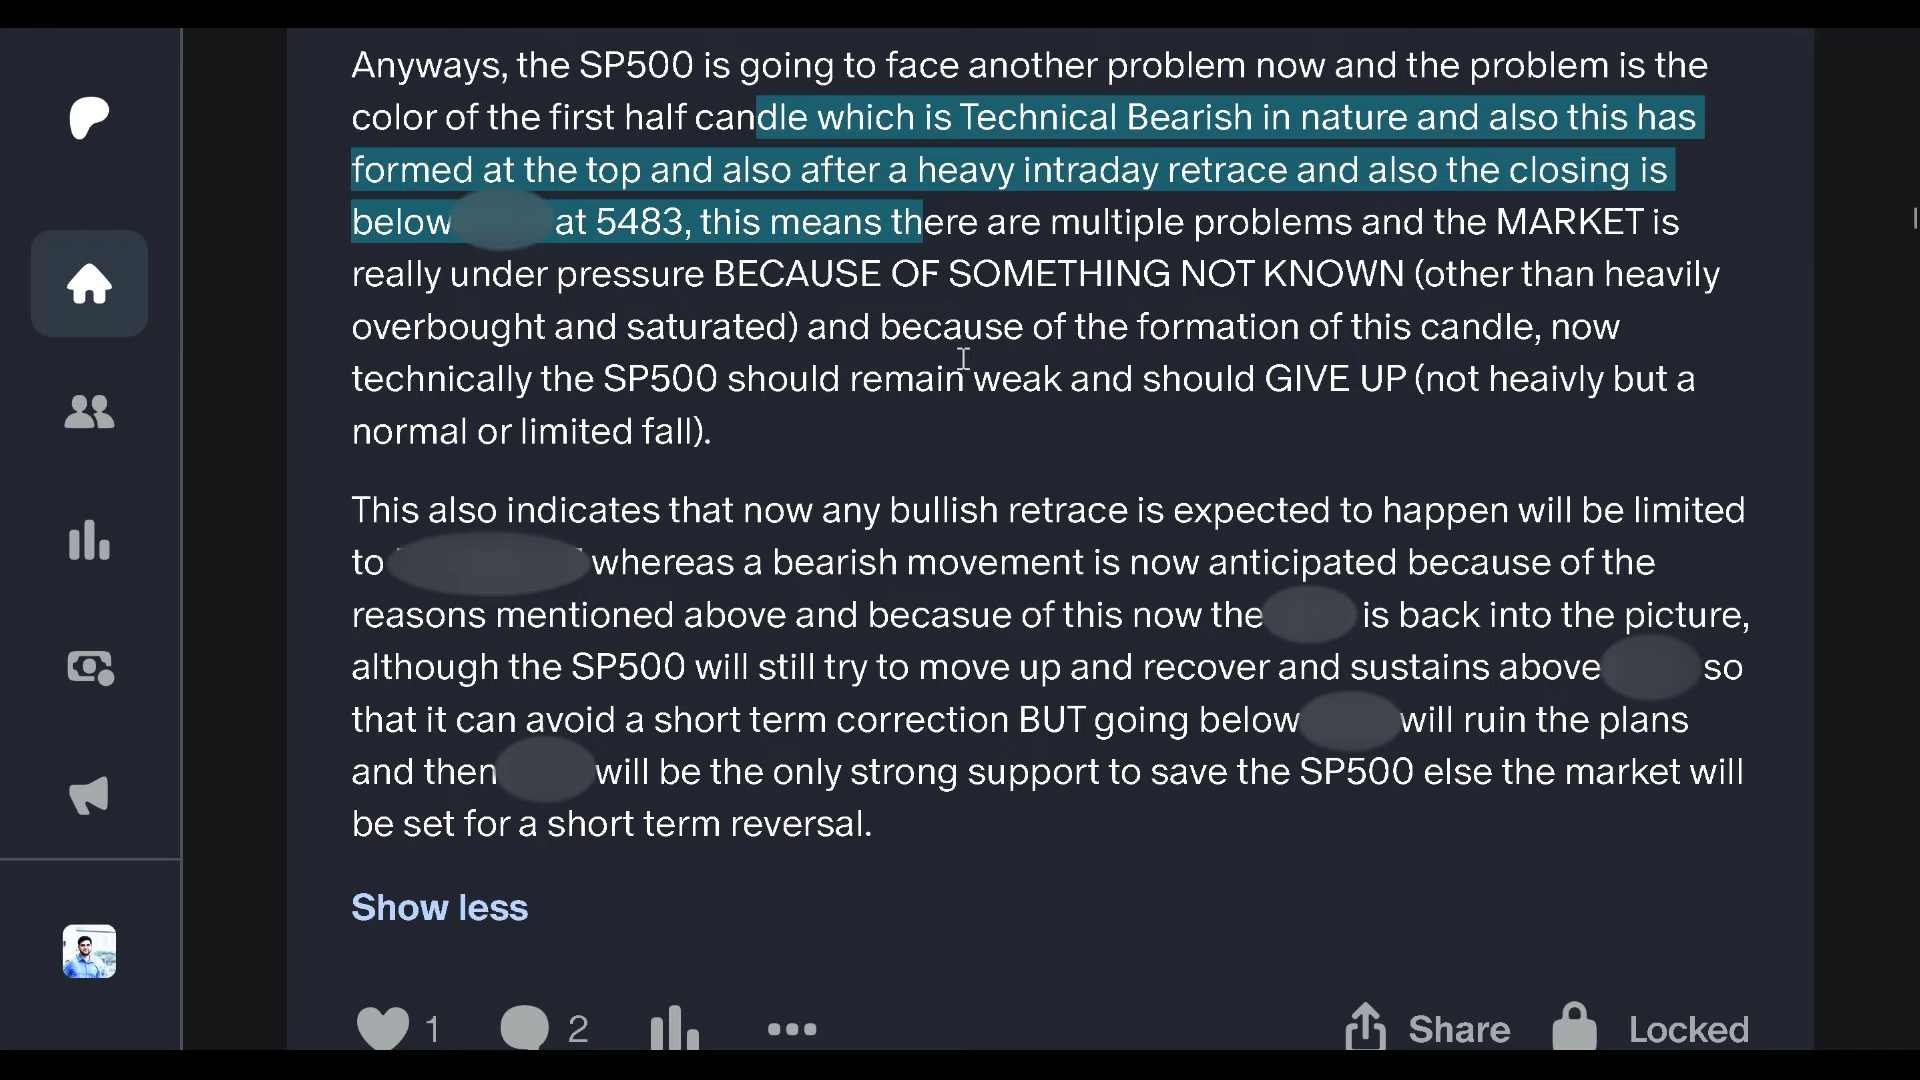 Anyways, the SP500 is going to face another problem now and the problem is the
color of the first half candle which is Technical Bearish in nature and also this has
formed at the top and also after a heavy intraday retrace and also the closing is
below at 5483, this means there are multiple problems and the MARKET is
really under pressure BECAUSE OF SOMETHING NOT KNOWN (other than heavily
overbought and saturated) and because of the formation of this candle, now
technically the SP500 should remain weak and should GIVE UP (not heaivly but a
normal or limited fall).
This also indicates that now any bullish retrace is expected to happen will be limited
to whereas a bearish movement is now anticipated because of the
reasons mentioned above and becasue of this now the is back into the picture,
although the SP500 will still try to move up and recover and sustains above so
that it can avoid a short term correction BUT going below will ruin the plans
and then will be the only strong support to save the SP500 else the market will
be set for a short term reversal.
Show less
1 2 Share Locked